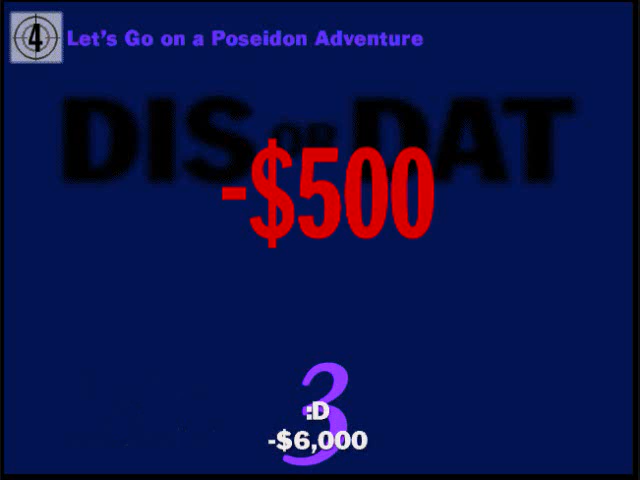 4
Let's Go on a Poseidon Adventure
DIS OR DAT
-$500
3
:D
-$6,000